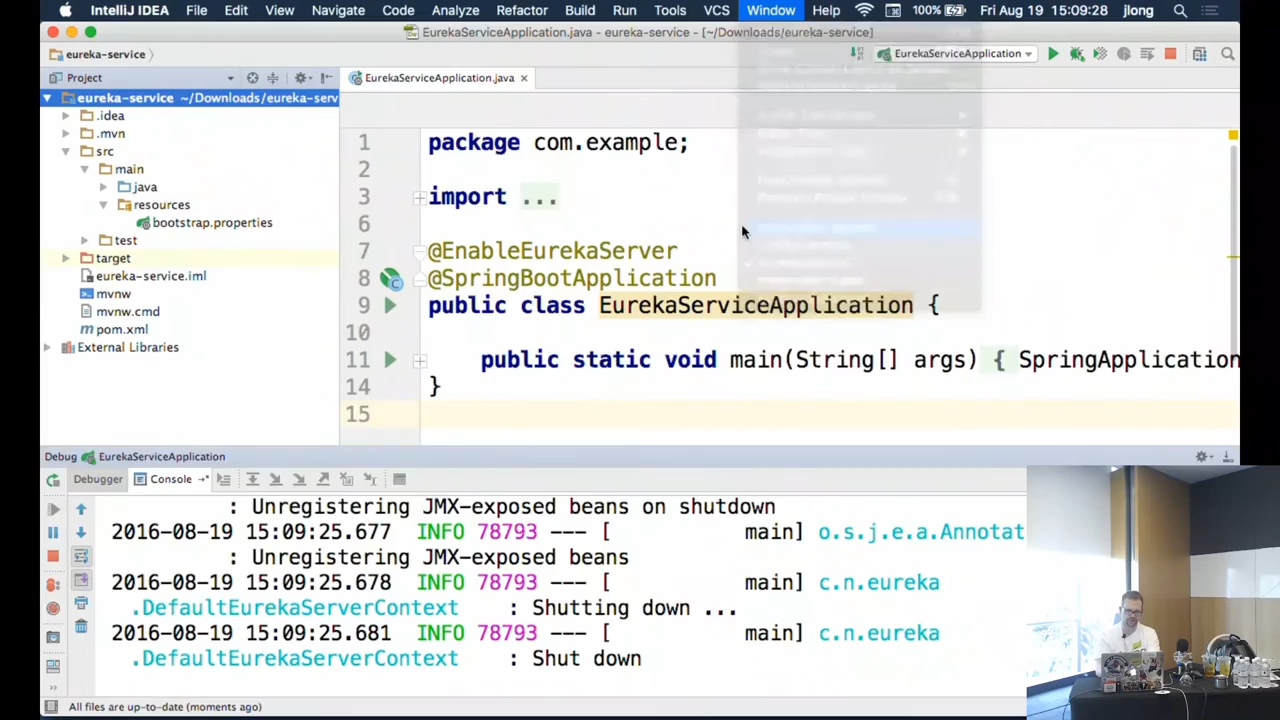 IntelliJ IDEA File Edit View Navigate Code Analyze Refactor Build Run Tools VCS Window Help 100% Fri Aug 19 15:09:28 jlong
EurekaServiceApplication.java – eureka-service – [~/Downloads/eureka-service]
eureka-service EurekaServiceApplication
Project EurekaServiceApplication.java
eureka-service ~/Downloads/eureka-serv
.idea
.mvn
src
main
java
resources
bootstrap.properties
test
target
eureka-service.iml
mvnw
mvnw.cmd
pom.xml
External Libraries
1 package com.example;
2
3 import ...
6
7 @EnableEurekaServer
8 @SpringBootApplication
9 public class EurekaServiceApplication {
10
11 public static void main(String[] args) { SpringApplication
14 }
15
Debug EurekaServiceApplication
Debugger Console
: Unregistering JMX-exposed beans on shutdown
2016-08-19 15:09:25.677 INFO 78793 --- [ main] o.s.j.e.a.Annotat
: Unregistering JMX-exposed beans
2016-08-19 15:09:25.678 INFO 78793 --- [ main] c.n.eureka
.DefaultEurekaServerContext : Shutting down ...
2016-08-19 15:09:25.681 INFO 78793 --- [ main] c.n.eureka
.DefaultEurekaServerContext : Shut down
All files are up-to-date (moments ago)